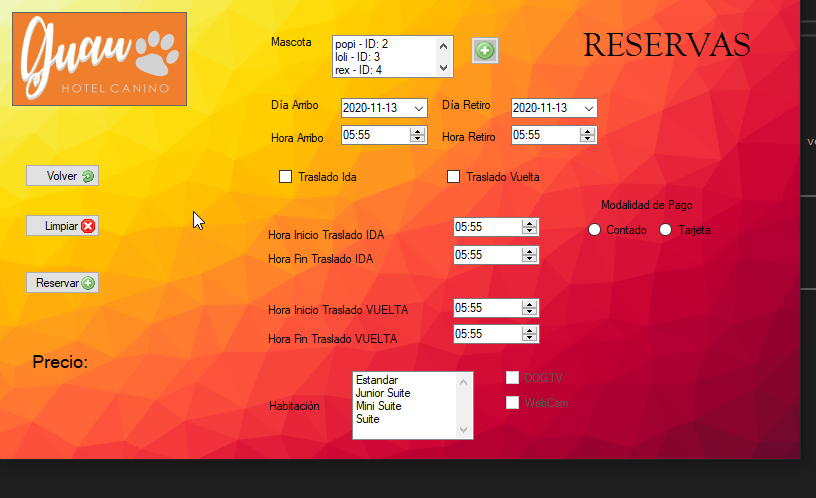 Guau
HOTEL CANINO
RESERVAS
Mascota
popi - ID: 2
loli - ID: 3
rex - ID: 4
Día Arribo 2020-11-13 Día Retiro 2020-11-13
Hora Arribo 05:55 Hora Retiro 05:55
Volver
Traslado Ida Traslado Vuelta
Modalidad de Pago
Limpiar
Hora Inicio Traslado IDA 05:55 Contado Tarjeta
Hora Fin Traslado IDA 05:55
Reservar
Hora Inicio Traslado VUELTA 05:55
Hora Fin Traslado VUELTA 05:55
Precio:
Habitación
Estandar
Junior Suite
Mini Suite
Suite
DOGTV
WebCam